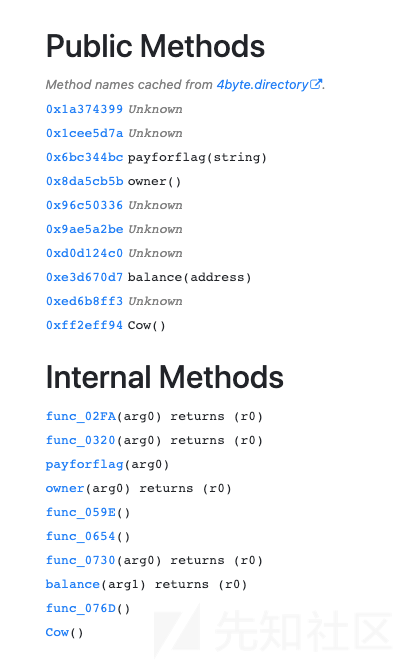 Public Methods
Method names cached from 4byte.directory.
0x1a374399 Unknown
0x1cee5d7a Unknown
0x6bc344bc payforflag(string)
0x8da5cb5b owner()
0x96c50336 Unknown
0x9ae5a2be Unknown
0xd0d124c0 Unknown
0xe3d670d7 balance(address)
0xed6b8ff3 Unknown
0xff2eff94 Cow()
Internal Methods
func_02FA(arg0) returns (r0)
func_0320(arg0) returns (r0)
payforflag(arg0)
owner(arg0) returns (r0)
func_059E()
func_0654()
func_0730(arg0) returns (r0)
balance(arg1) returns (r0)
func_076D()
Cow()
先知社区